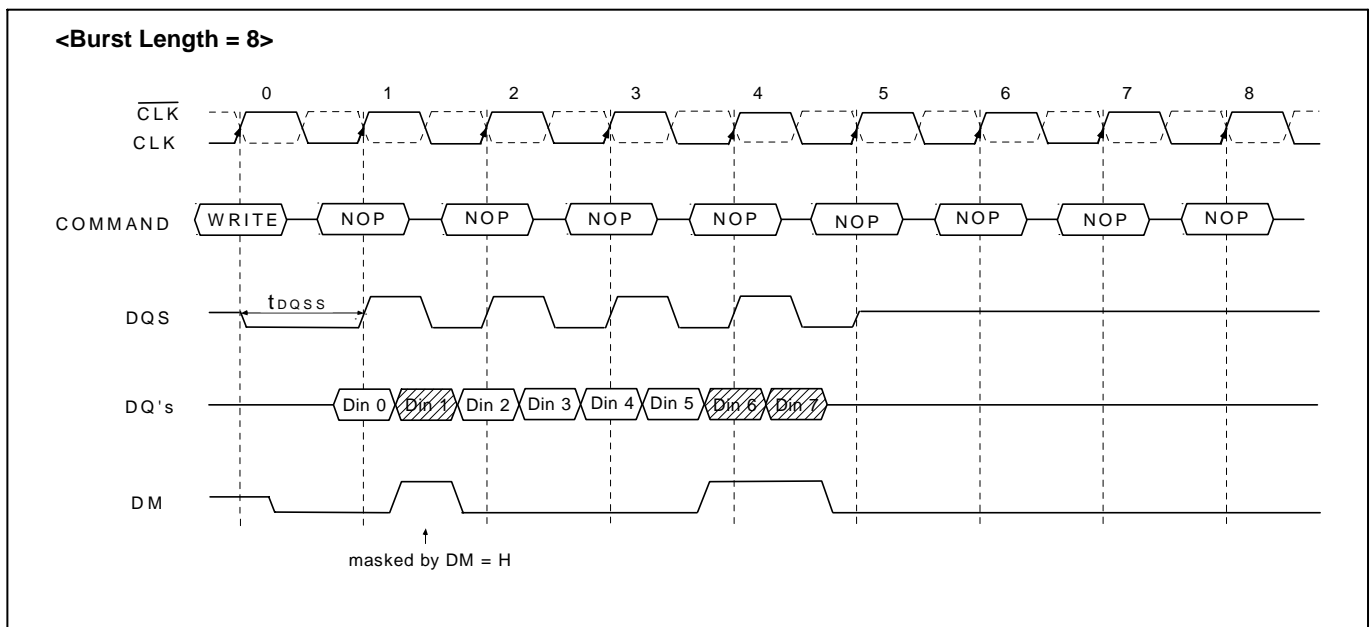 <Burst Length = 8>
0 1 2 3 4 5 6 7 8
CLK
CLK
COMMAND WRITE NOP NOP NOP NOP NOP NOP NOP NOP
tDQSS
DQS
DQ's Din 0 Din 1 Din 2 Din 3 Din 4 Din 5 Din 6 Din 7
DM
masked by DM = H